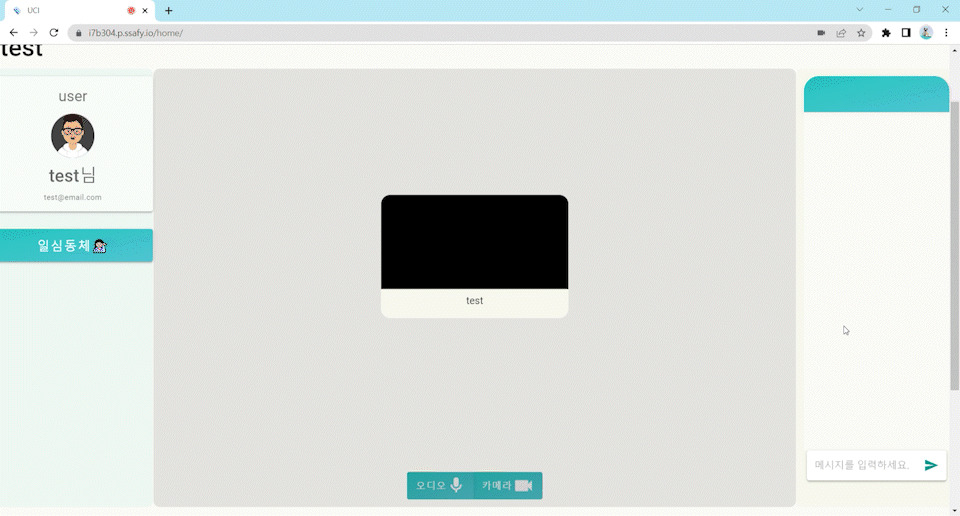 UCI
i7b304.p.ssafy.io/home/
test
user
test님
test@email.com
일심동체
test
오디오
카메라
메시지를 입력하세요.